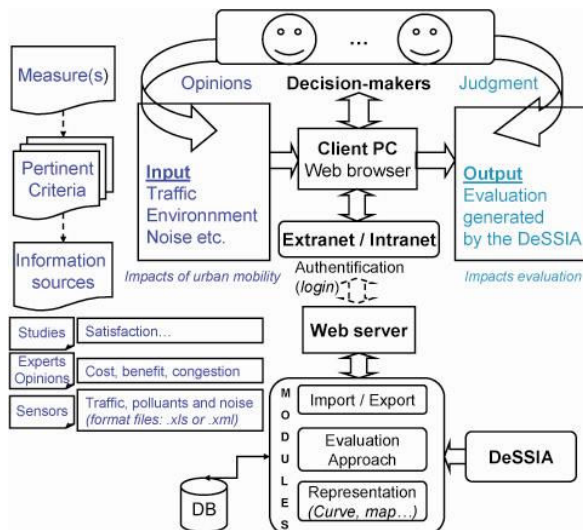 ...
Measure(s)
Opinions
Decision-makers
Judgment
Pertinent
Criteria
Information
sources
Input
Traffic
Environnment
Noise etc.
Impacts of urban mobility
Client PC
Web browser
Output
Evaluation
generated
by the DeSSIA
Impacts evaluation
Extranet / Intranet
Authentification
(login)
Web server
Studies
Satisfaction...
Experts
Opinions
Cost, benefit, congestion
Sensors
Traffic, polluants and noise
(format files: .xls or .xml)
MODULES
Import / Export
Evaluation
Approach
Representation
(Curve, map...)
DeSSIA
DB